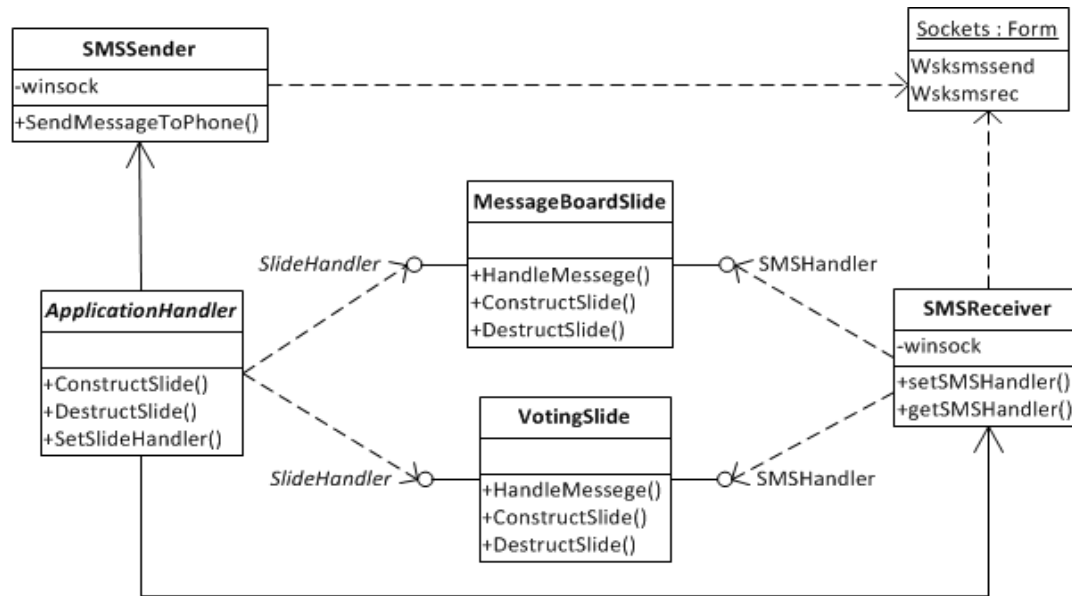 SMSSender
-winsock
+SendMessageToPhone()
Sockets : Form
Wsksmssend
Wsksmsrec
MessageBoardSlide
+HandleMessege()
+ConstructSlide()
+DestructSlide()
SlideHandler
SMSHandler
ApplicationHandler
+ConstructSlide()
+DestructSlide()
+SetSlideHandler()
SMSReceiver
-winsock
+setSMSHandler()
+getSMSHandler()
VotingSlide
+HandleMessege()
+ConstructSlide()
+DestructSlide()
SlideHandler
SMSHandler